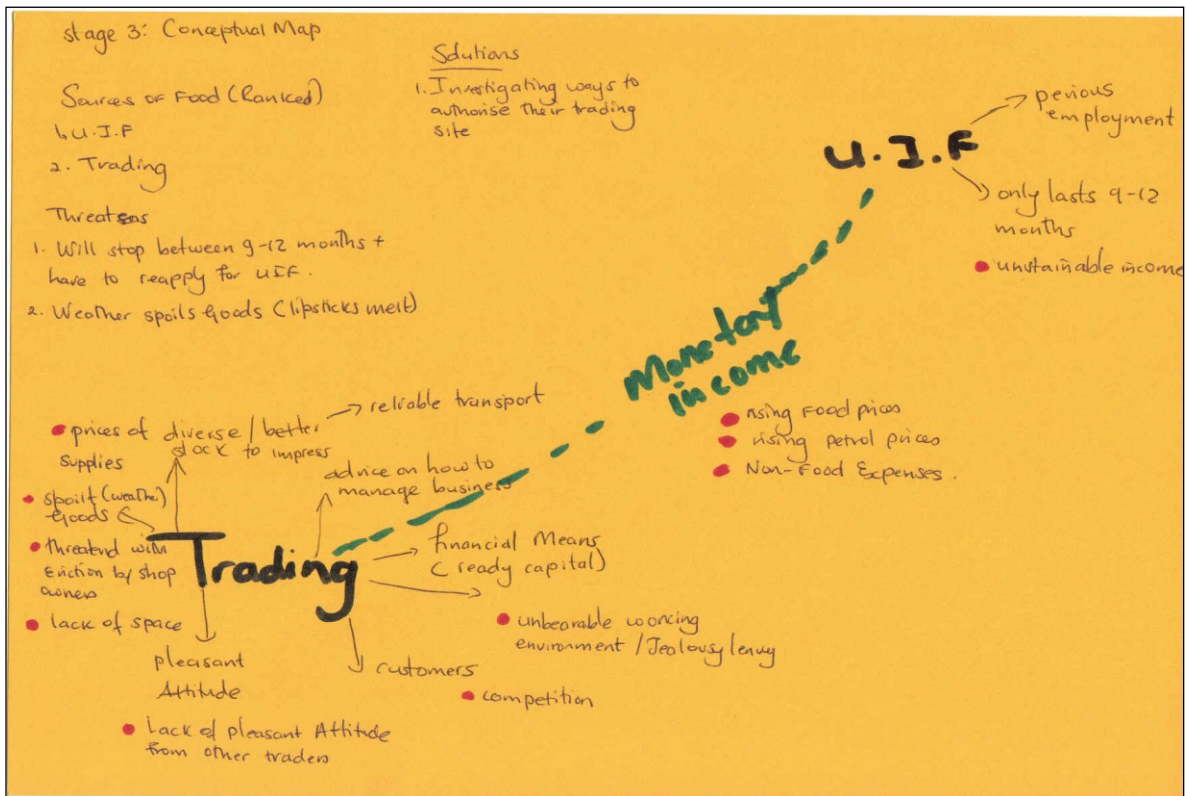 stage 3: Conceptual Map
Sources of Food (Ranked)
1. U.I.F
2. Trading
Threats
1. Will stop between 9-12 months +
have to reapply for UIF.
2. Weather spoils Goods (lipsticks melt)
Solutions
1. Investigating ways to
authorise their trading
site
U.I.F
pervious
employment
only lasts 9-12
months
unstainable income
Monetary
income
rising Food prices
rising petrol prices
Non-Food Expenses.
prices of
supplies
diverse / better
stock to impress
reliable transport
advice on how to
manage business
spoilt (weather)
Goods
threatend with
eviction by shop
owners
lack of space
Trading
financial Means
(ready capital)
unbearable working
environment / Jealousy/envy
customers
competition
pleasant
Attitude
Lack of pleasant Attitude
from other traders